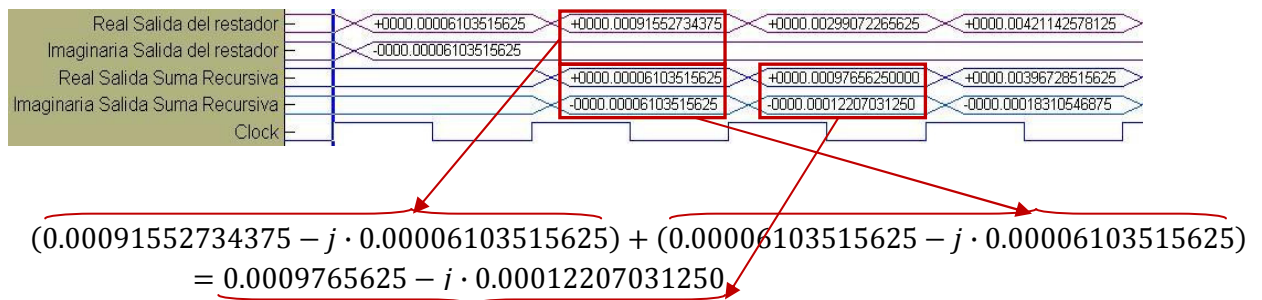 Real Salida del restador +0000.00006103515625 +0000.00091552734375 +0000.00299072265625 +0000.00421142578125
Imaginaria Salida del restador -0000.00006103515625
Real Salida Suma Recursiva +0000.00006103515625 +0000.00097656250000 +0000.00396728515625
Imaginaria Salida Suma Recursiva -0000.00006103515625 -0000.00012207031250 -0000.00018310546875
Clock
(0.00091552734375 − j · 0.00006103515625) + (0.00006103515625 − j · 0.00006103515625)
= 0.0009765625 − j · 0.00012207031250